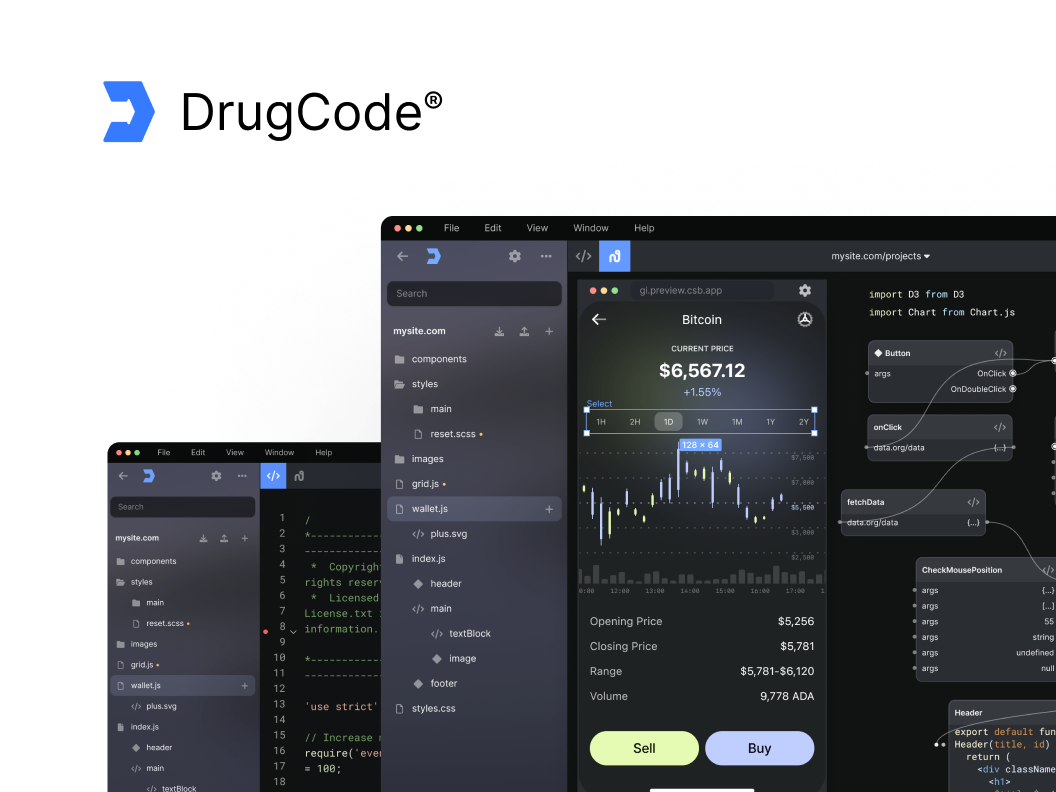 DrugCode®
File Edit View Window Help
Search
mysite.com
components
styles
main
reset.scss
images
grid.js
wallet.js
plus.svg
index.js
header
</> main
</> textBlock
image
footer
styles.css
</>
mysite.com/projects
gi.preview.csb.app
Bitcoin
CURRENT PRICE
$6,567.12
+1.55%
Select
1H 2H 1D 1W 1M 1Y 2Y
128 × 64
$7,500
$7,000
$5,500
$3,000
$2,500
0:00 12:00 13:00 14:00 15:00 16:00 17:00 1
Opening Price $5,256
Closing Price $5,781
Range $5,781-$6,120
Volume 9,778 ADA
Sell Buy
import D3 from D3
import Chart from Chart.js
Button </>
args OnClick
OnDoubleClick
onClick </>
data.org/data (...)
fetchData </>
data.org/data (...)
CheckMousePosition </>
args {...}
args [...]
args 55
args string
args undefined
args null
Header
export default fun
Header(title, id)
return (
<div className
<h1>
File Edit View Window Help
Search
mysite.com
components
styles
main
reset.scss
images
grid.js
wallet.js
</> plus.svg
index.js
header
</> main
</> textBlock
</>
1 /
2 *-----------
3 -----------
4 * Copyright
5 rights reserv
6 * Licensed
7 License.txt
8 information.
9
10 *-----------
11 -----------
12
13 'use strict'
14
15 // Increase
16 require('eve
17 = 100;
18